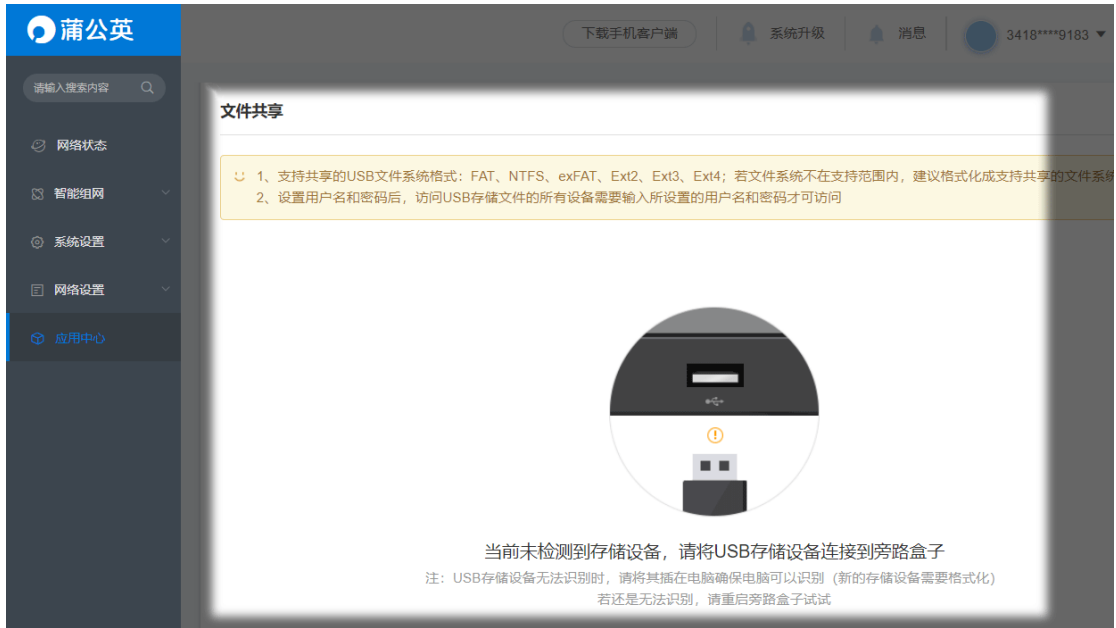 蒲公英
下载手机客户端
系统升级
消息
3418****9183
请输入搜索内容
网络状态
智能组网
系统设置
网络设置
应用中心
文件共享
1、支持共享的USB文件系统格式：FAT、NTFS、exFAT、Ext2、Ext3、Ext4；若文件系统不在支持范围内，建议格式化成支持共享的文件系统
2、设置用户名和密码后，访问USB存储文件的所有设备需要输入所设置的用户名和密码才可访问
当前未检测到存储设备，请将USB存储设备连接到旁路盒子
注：USB存储设备无法识别时，请将其插在电脑确保电脑可以识别（新的存储设备需要格式化）
若还是无法识别，请重启旁路盒子试试